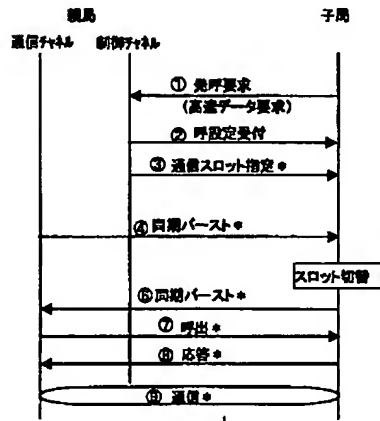 親局
子局
通信チャネル
制御チャネル
① 発呼要求
(高速データ要求)
② 呼設定受付
③ 通信スロット指定*
④ 同期バースト*
スロット切替
⑥ 同期バースト*
⑦ 呼出*
⑧ 応答*
⑨ 通信*